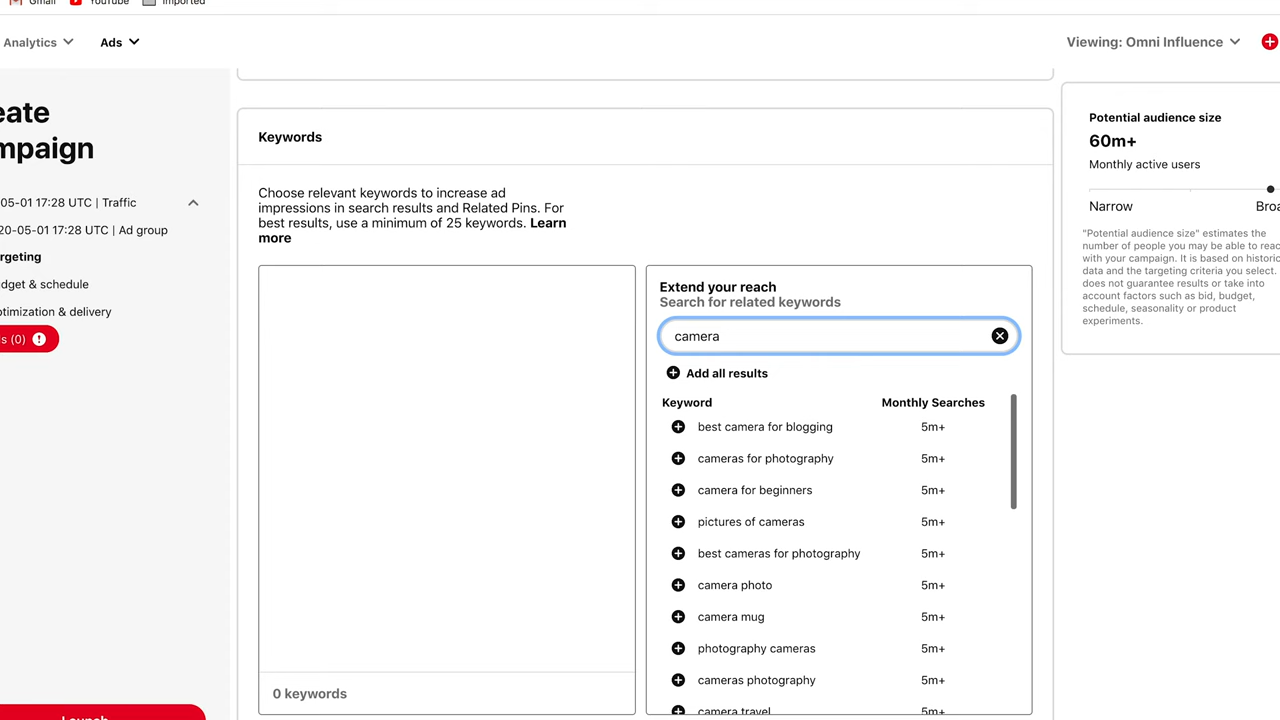 Gmail
YouTube
Imported
Analytics
Ads
Viewing: Omni Influence
eate
mpaign
05-01 17:28 UTC | Traffic
20-05-01 17:28 UTC | Ad group
rgeting
dget & schedule
timization & delivery
s (0)
Launch
Keywords
Choose relevant keywords to increase ad
impressions in search results and Related Pins. For
best results, use a minimum of 25 keywords. Learn
more
0 keywords
Extend your reach
Search for related keywords
camera
Add all results
Keyword Monthly Searches
best camera for blogging 5m+
cameras for photography 5m+
camera for beginners 5m+
pictures of cameras 5m+
best cameras for photography 5m+
camera photo 5m+
camera mug 5m+
photography cameras 5m+
cameras photography 5m+
camera travel 5m+
Potential audience size
60m+
Monthly active users
Narrow Broa
"Potential audience size" estimates the
number of people you may be able to reac
with your campaign. It is based on historic
data and the targeting criteria you select.
does not guarantee results or take into
account factors such as bid, budget,
schedule, seasonality or product
experiments.